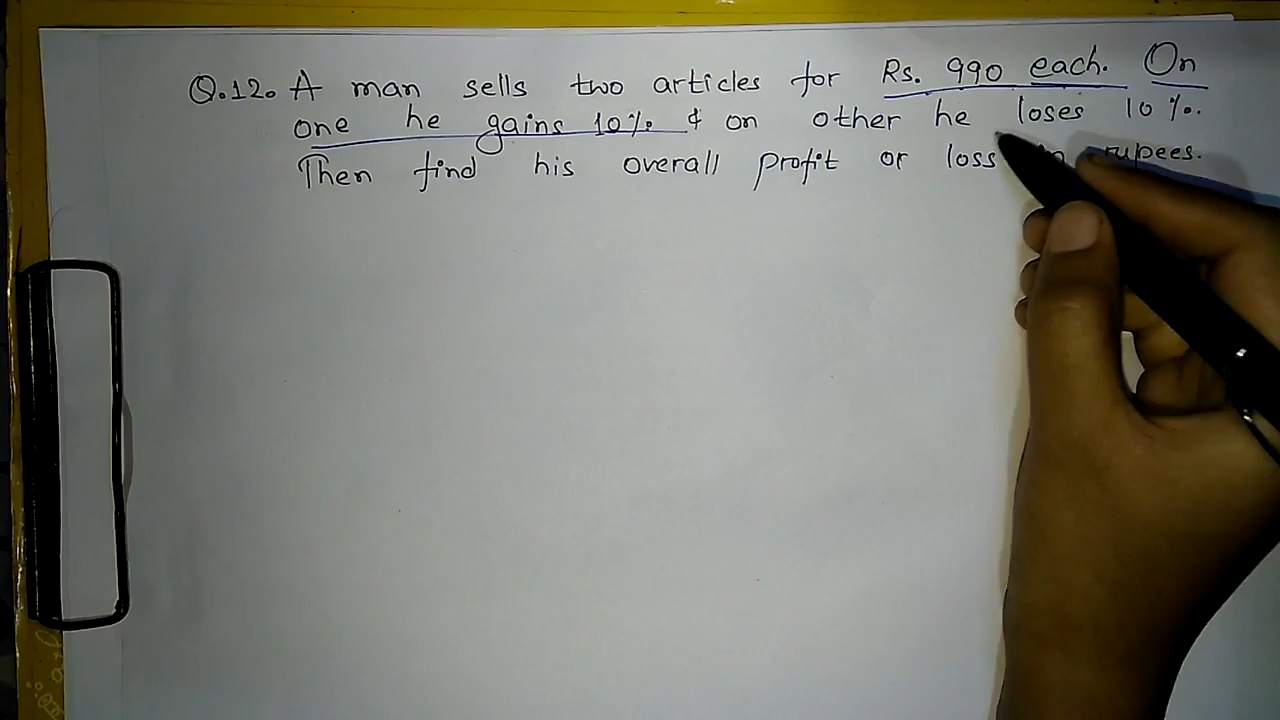 Q.12. A man sells two articles for Rs. 990 each. On
one he gains 10% & on other he loses 10%.
Then find his overall profit or loss in rupees.